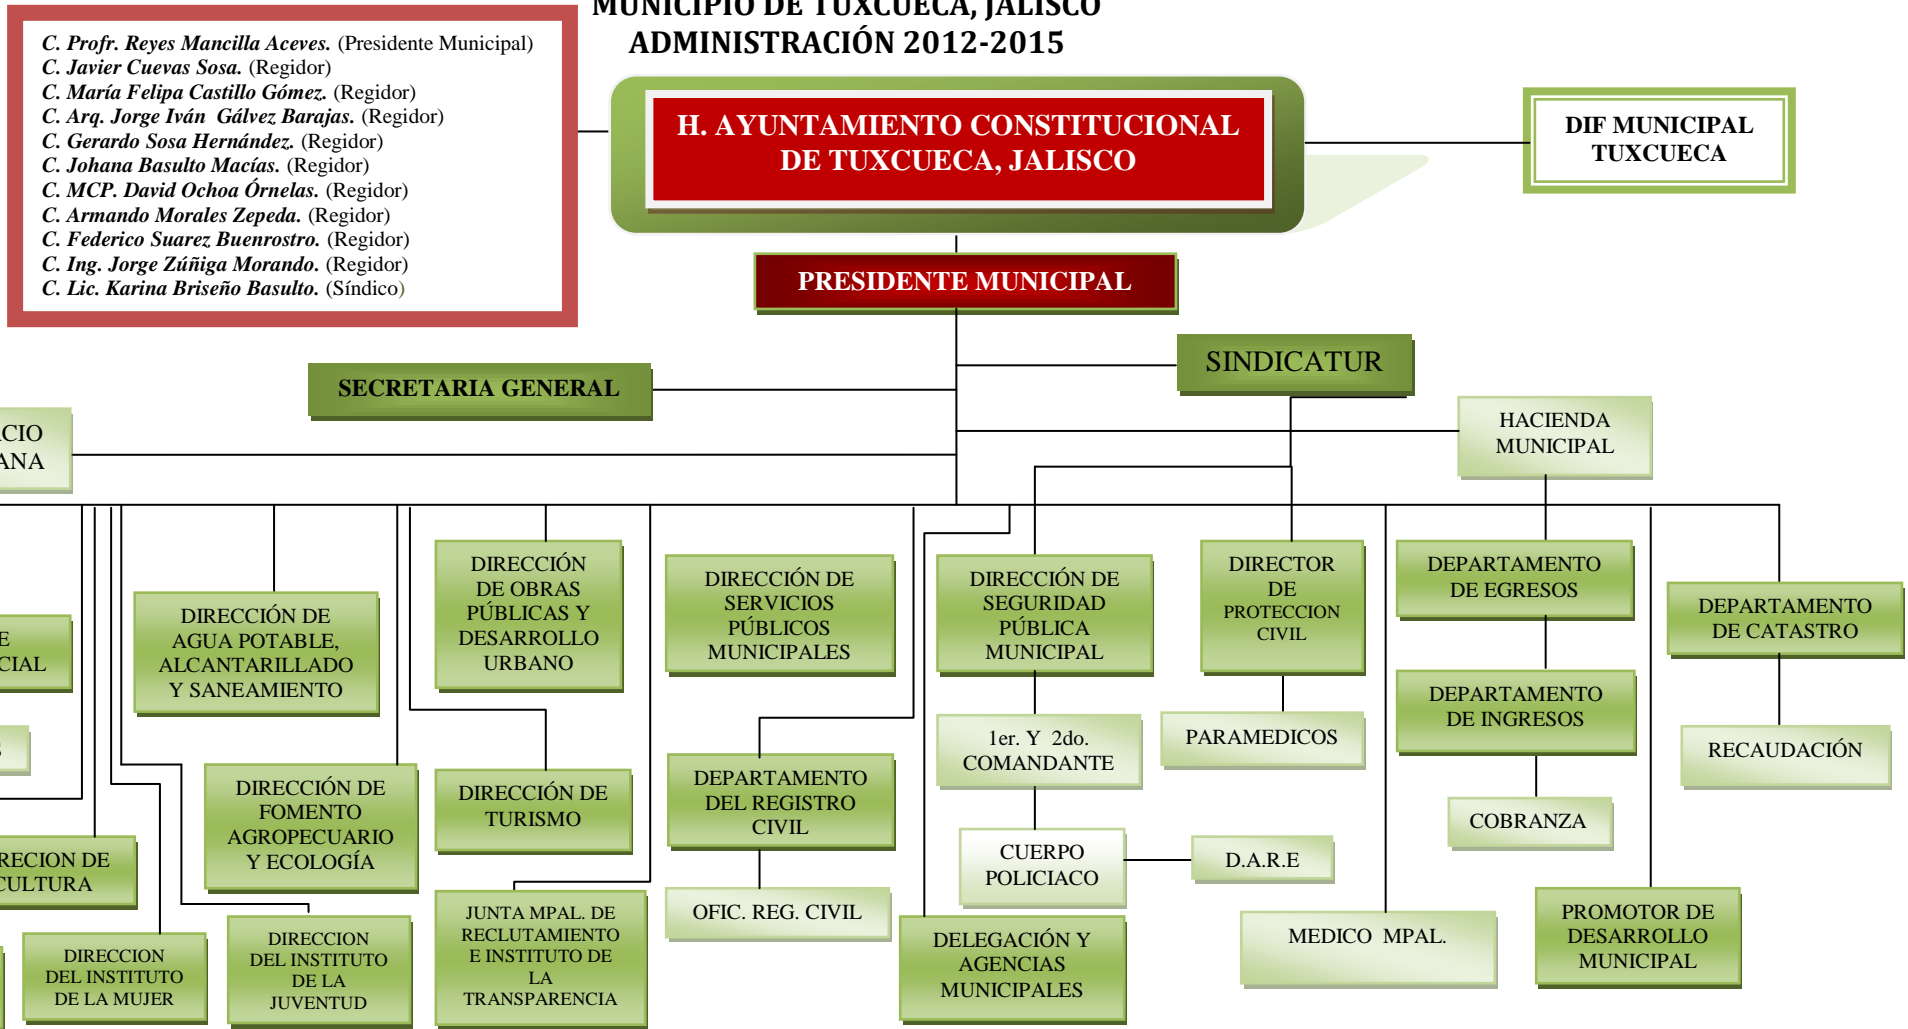 MUNICIPIO DE TUXCUECA, JALISCO
ADMINISTRACIÓN 2012-2015
C. Profr. Reyes Mancilla Aceves. (Presidente Municipal)
C. Javier Cuevas Sosa. (Regidor)
C. María Felipa Castillo Gómez. (Regidor)
C. Arq. Jorge Iván Gálvez Barajas. (Regidor)
C. Gerardo Sosa Hernández. (Regidor)
C. Johana Basulto Macías. (Regidor)
C. MCP. David Ochoa Órnelas. (Regidor)
C. Armando Morales Zepeda. (Regidor)
C. Federico Suarez Buenrostro. (Regidor)
C. Ing. Jorge Zúñiga Morando. (Regidor)
C. Lic. Karina Briseño Basulto. (Síndico)
H. AYUNTAMIENTO CONSTITUCIONAL
DE TUXCUECA, JALISCO
DIF MUNICIPAL
TUXCUECA
PRESIDENTE MUNICIPAL
SECRETARIA GENERAL
SINDICATUR
HACIENDA
MUNICIPAL
CIO
ANA
E
CIAL
S
DIRECCIÓN DE
AGUA POTABLE,
ALCANTARILLADO
Y SANEAMIENTO
DIRECCIÓN
DE OBRAS
PÚBLICAS Y
DESARROLLO
URBANO
DIRECCIÓN DE
SERVICIOS
PÚBLICOS
MUNICIPALES
DIRECCIÓN DE
SEGURIDAD
PÚBLICA
MUNICIPAL
DIRECTOR
DE
PROTECCION
CIVIL
DEPARTAMENTO
DE EGRESOS
DEPARTAMENTO
DE CATASTRO
DEPARTAMENTO
DE INGRESOS
1er. Y 2do.
COMANDANTE
PARAMEDICOS
RECAUDACIÓN
DIRECCIÓN DE
FOMENTO
AGROPECUARIO
Y ECOLOGÍA
DIRECCIÓN DE
TURISMO
DEPARTAMENTO
DEL REGISTRO
CIVIL
COBRANZA
RECION DE
CULTURA
CUERPO
POLICIACO
D.A.R.E
OFIC. REG. CIVIL
DIRECCION
DEL INSTITUTO
DE LA MUJER
DIRECCION
DEL INSTITUTO
DE LA
JUVENTUD
JUNTA MPAL. DE
RECLUTAMIENTO
E INSTITUTO DE
LA
TRANSPARENCIA
DELEGACIÓN Y
AGENCIAS
MUNICIPALES
MEDICO MPAL.
PROMOTOR DE
DESARROLLO
MUNICIPAL